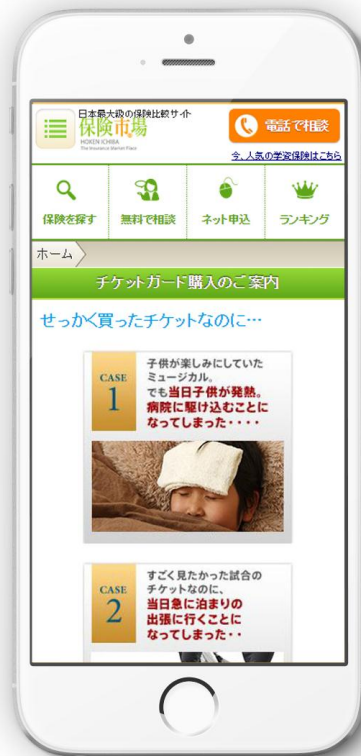 日本最大級の保険比較サイト
保険市場
HOKEN ICHIBA
The Insurance Market Place
電話で相談
今、人気の学資保険はこちら
保険を探す
無料で相談
ネット申込
ランキング
ホーム
チケットガード購入のご案内
せっかく買ったチケットなのに…
CASE
1
子供が楽しみにしていた
ミュージカル。
でも当日子供が発熱。
病院に駆け込むことに
なってしまった・・・・
CASE
2
すごく見たかった試合の
チケットなのに、
当日急に泊まりの
出張に行くことに
なってしまった・・